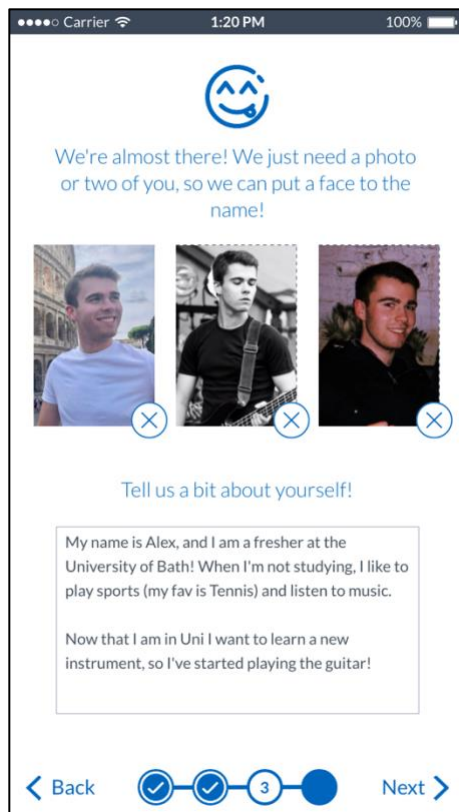 ●●●●○ Carrier 1:20 PM 100%
We're almost there! We just need a photo
or two of you, so we can put a face to the
name!
Tell us a bit about yourself!
My name is Alex, and I am a fresher at the
University of Bath! When I'm not studying, I like to
play sports (my fav is Tennis) and listen to music.
Now that I am in Uni I want to learn a new
instrument, so I've started playing the guitar!
Back 3 Next